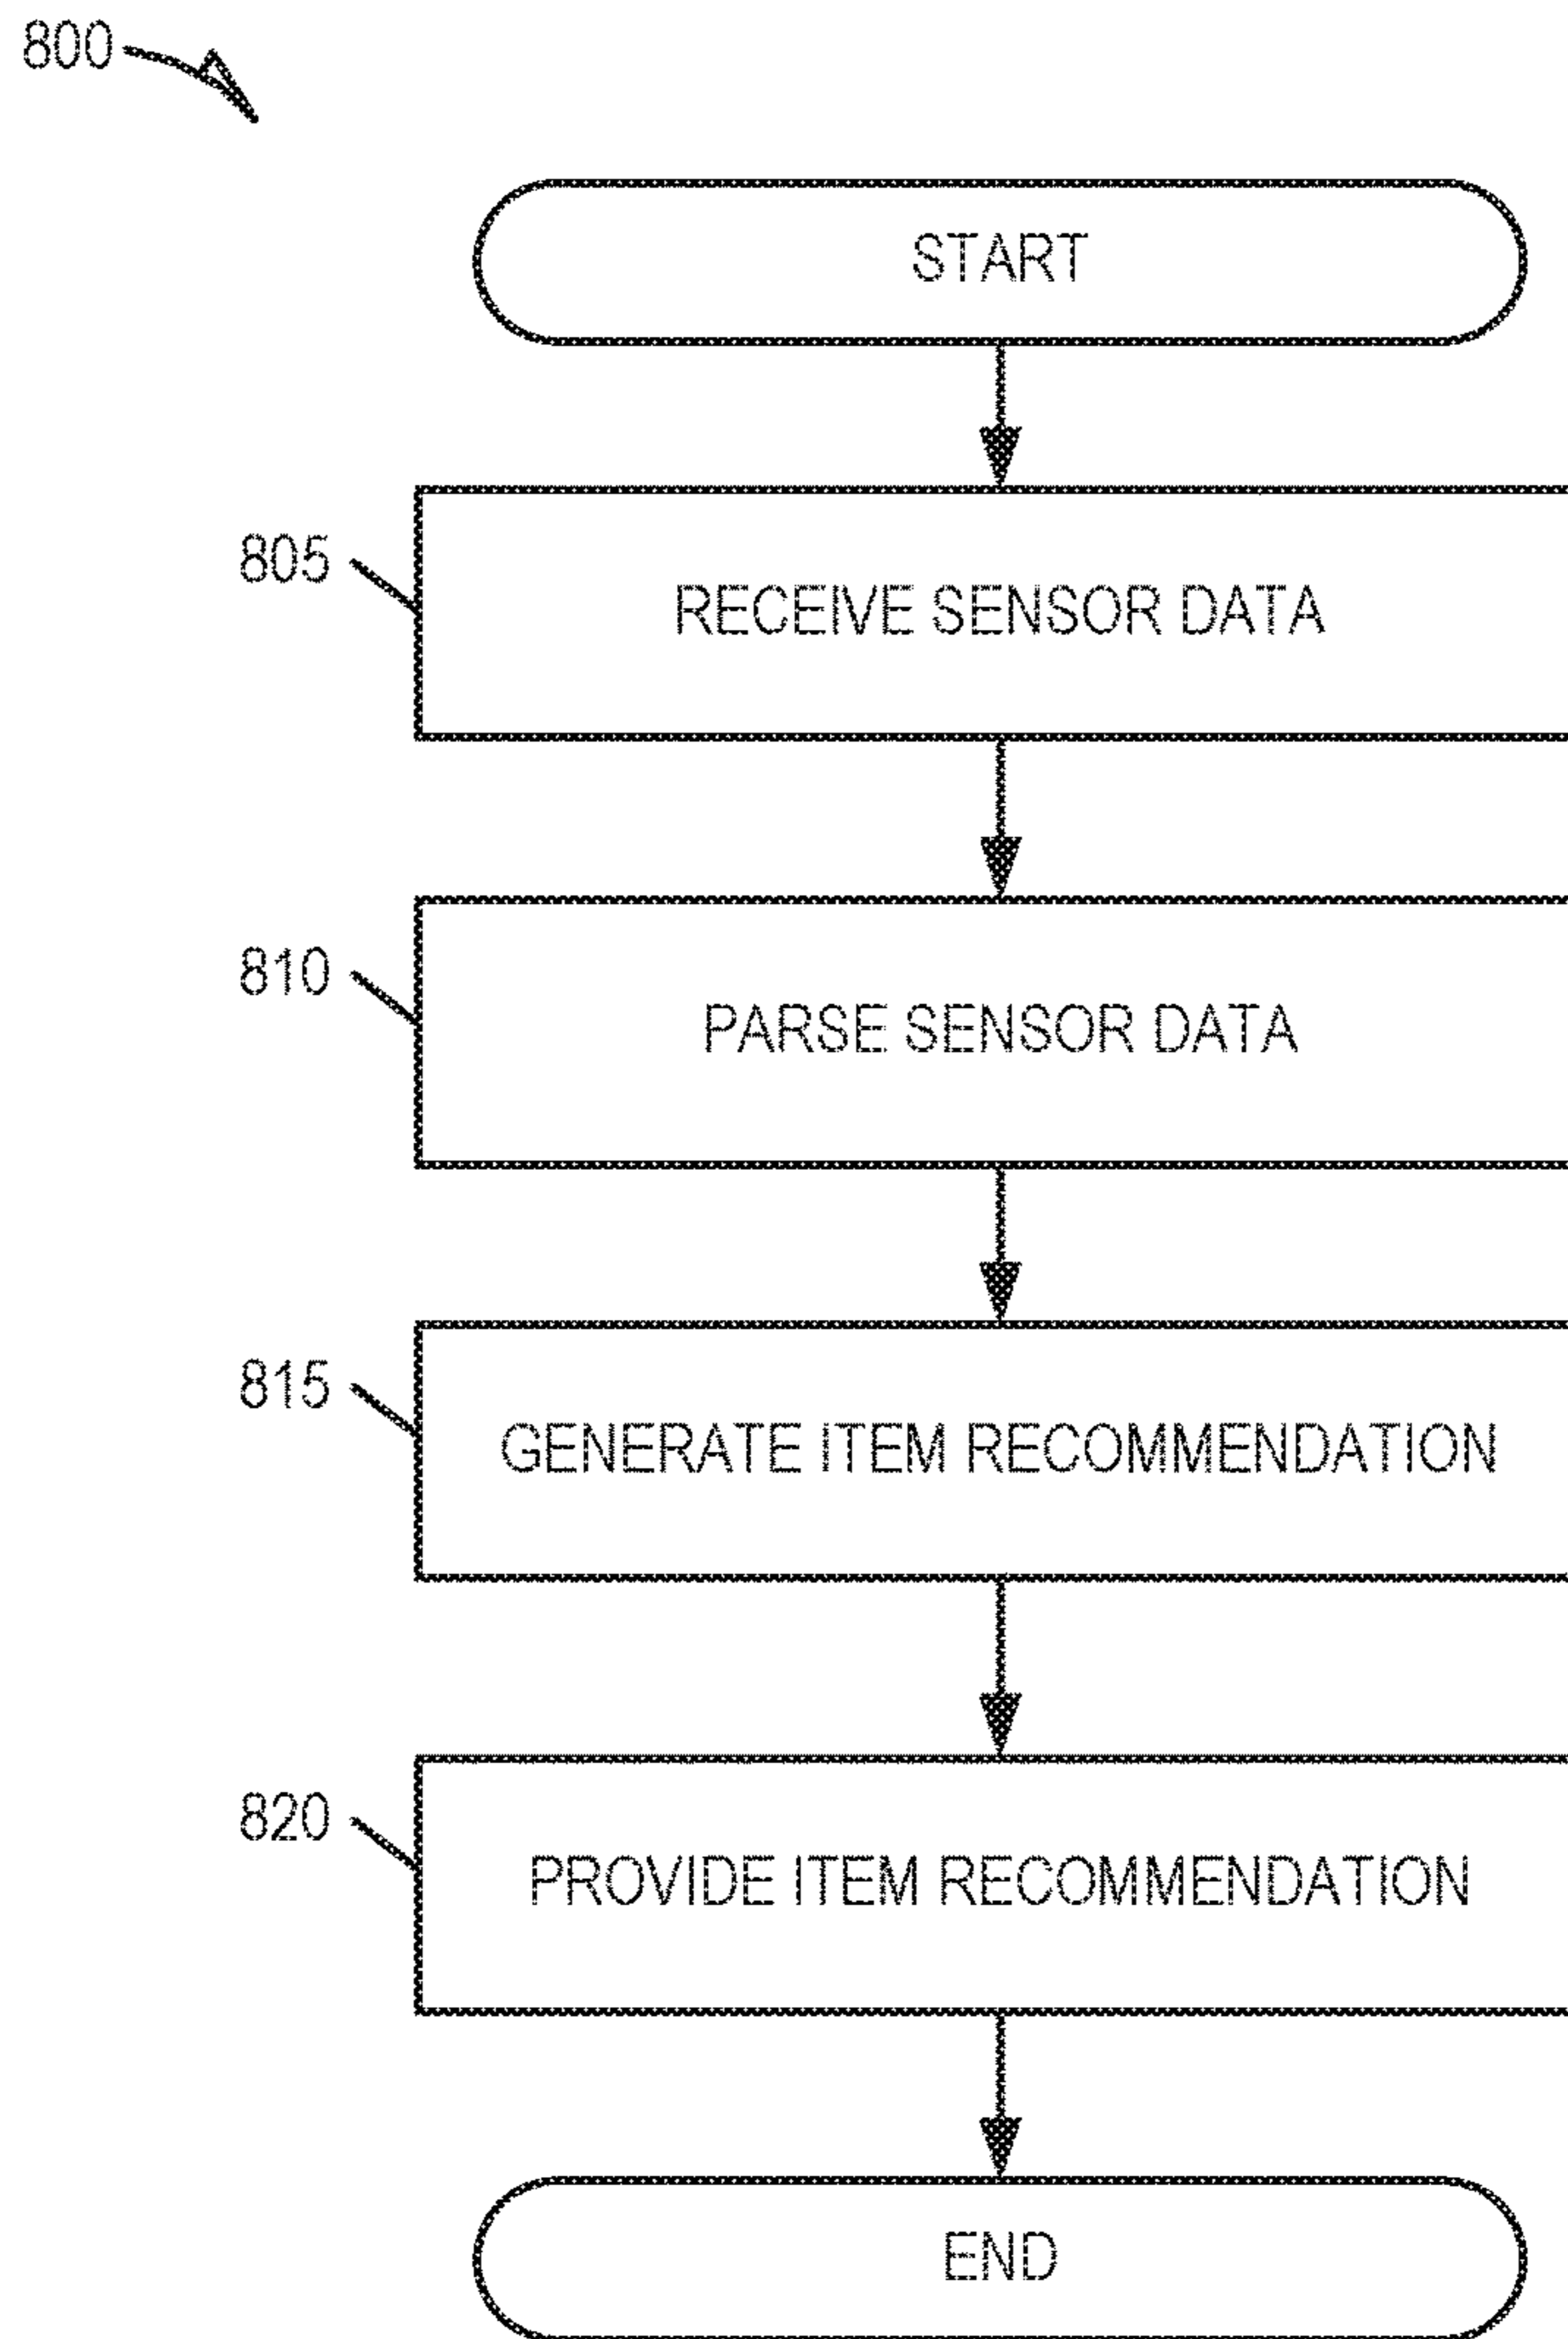 800
START
805
RECEIVE SENSOR DATA
810
PARSE SENSOR DATA
815
GENERATE ITEM RECOMMENDATION
820
PROVIDE ITEM RECOMMENDATION
END